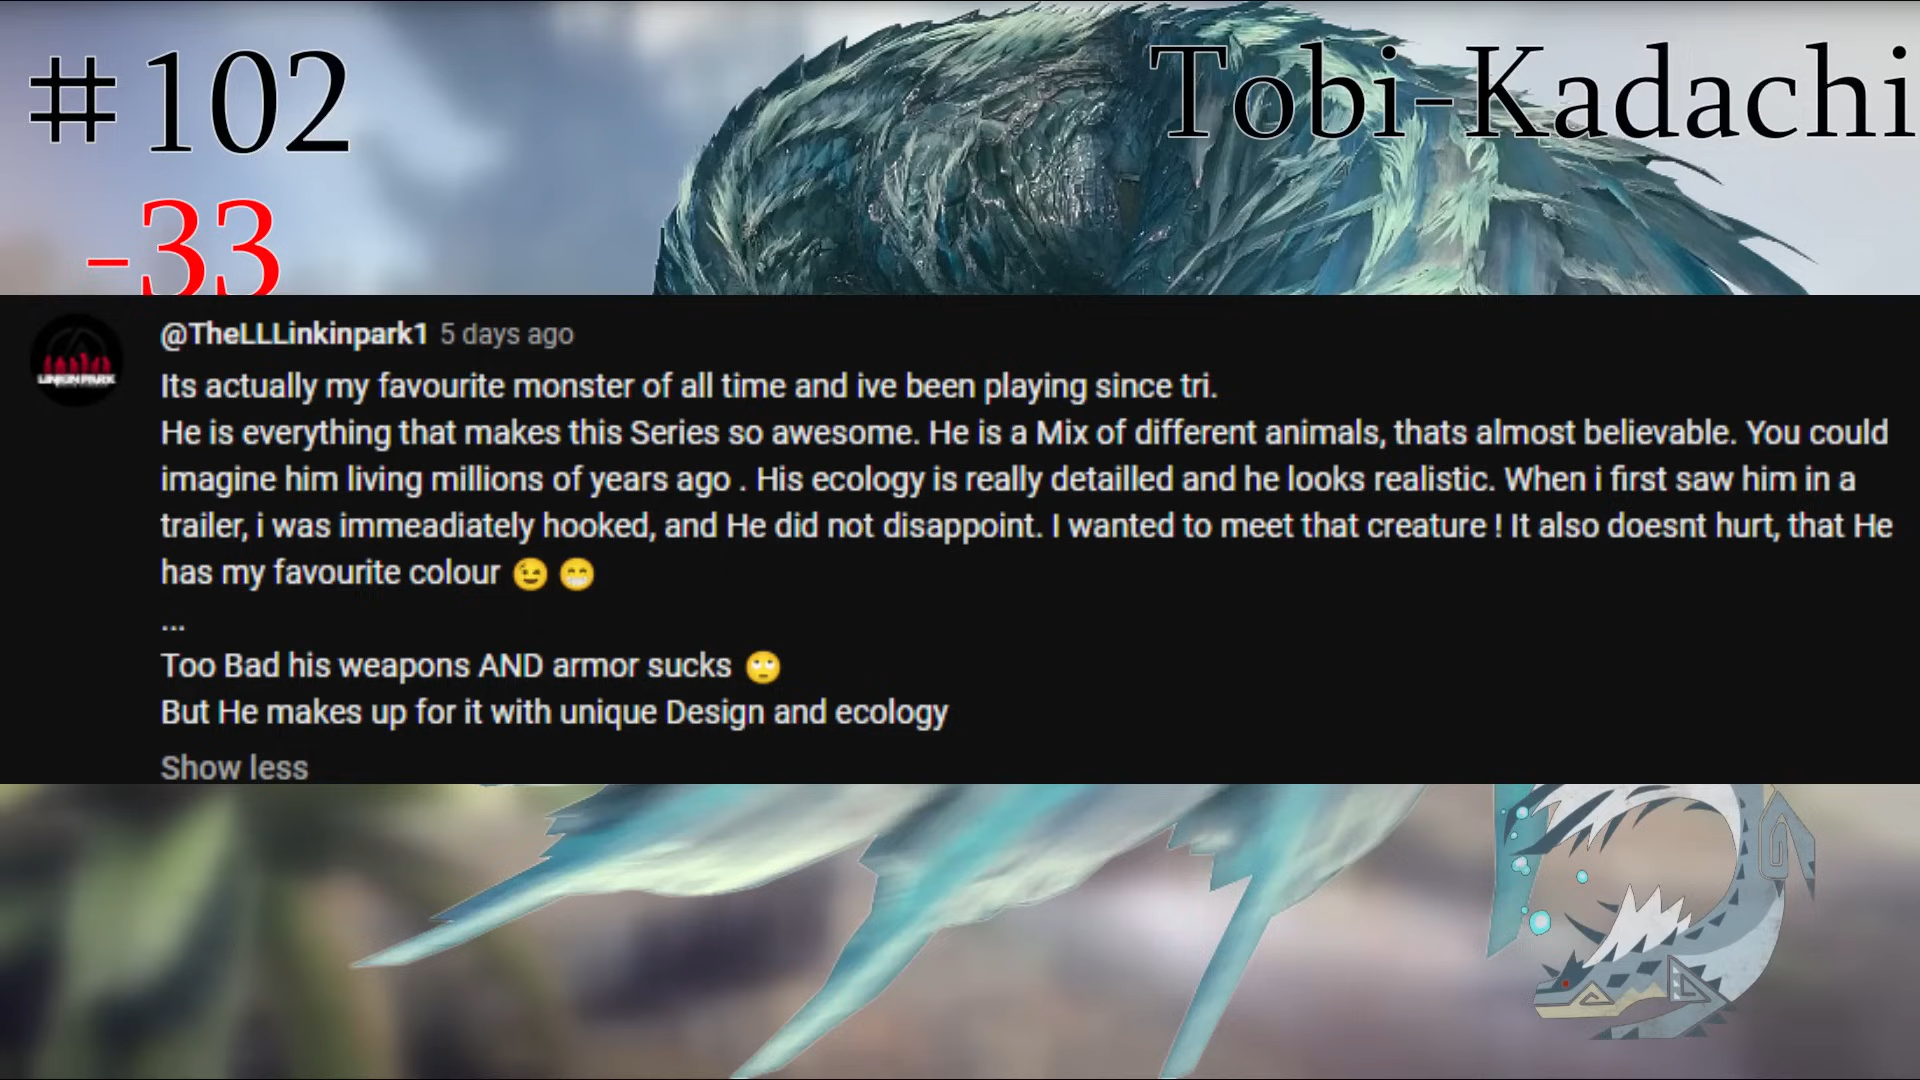 #102
Tobi-Kadachi
-33
@TheLLLinkinpark1 5 days ago
LINKIN PARK
Its actually my favourite monster of all time and ive been playing since tri.
He is everything that makes this Series so awesome. He is a Mix of different animals, thats almost believable. You could
imagine him living millions of years ago . His ecology is really detailled and he looks realistic. When i first saw him in a
trailer, i was immeadiately hooked, and He did not disappoint. I wanted to meet that creature ! It also doesnt hurt, that He
has my favourite colour 😉 😁
...
Too Bad his weapons AND armor sucks 🙄
But He makes up for it with unique Design and ecology
Show less